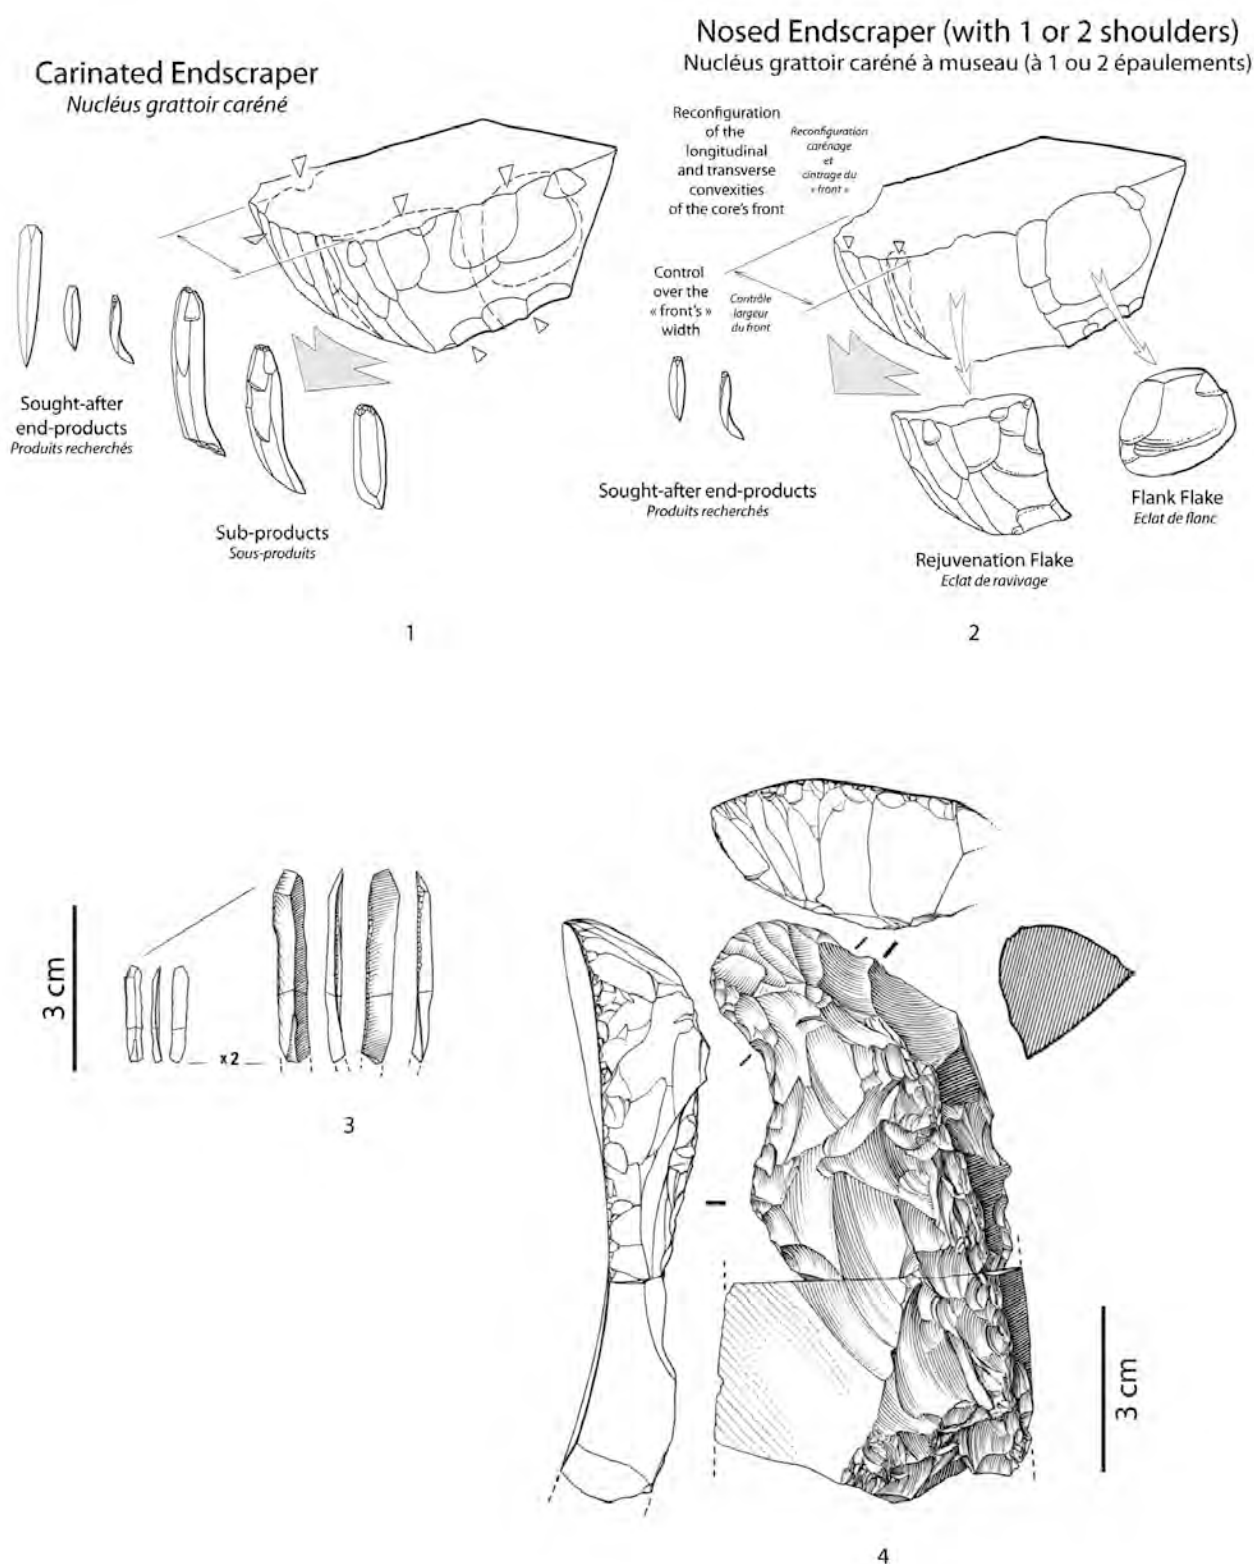 Carinated Endscraper
Nucléus grattoir caréné
Sought-after
end-products
Produits recherchés
Sub-products
Sous-produits
1
Nosed Endscraper (with 1 or 2 shoulders)
Nucléus grattoir caréné à museau (à 1 ou 2 épaulements)
Reconfiguration
of the
longitudinal
and transverse
convexities
of the core's front
Reconfiguration
carénage
et
cintrage du
« front »
Control
over the
« front's »
width
Contrôle
largeur
du front
Sought-after end-products
Produits recherchés
Rejuvenation Flake
Eclat de ravivage
Flank Flake
Eclat de flanc
2
3 cm
x2
3
3 cm
4